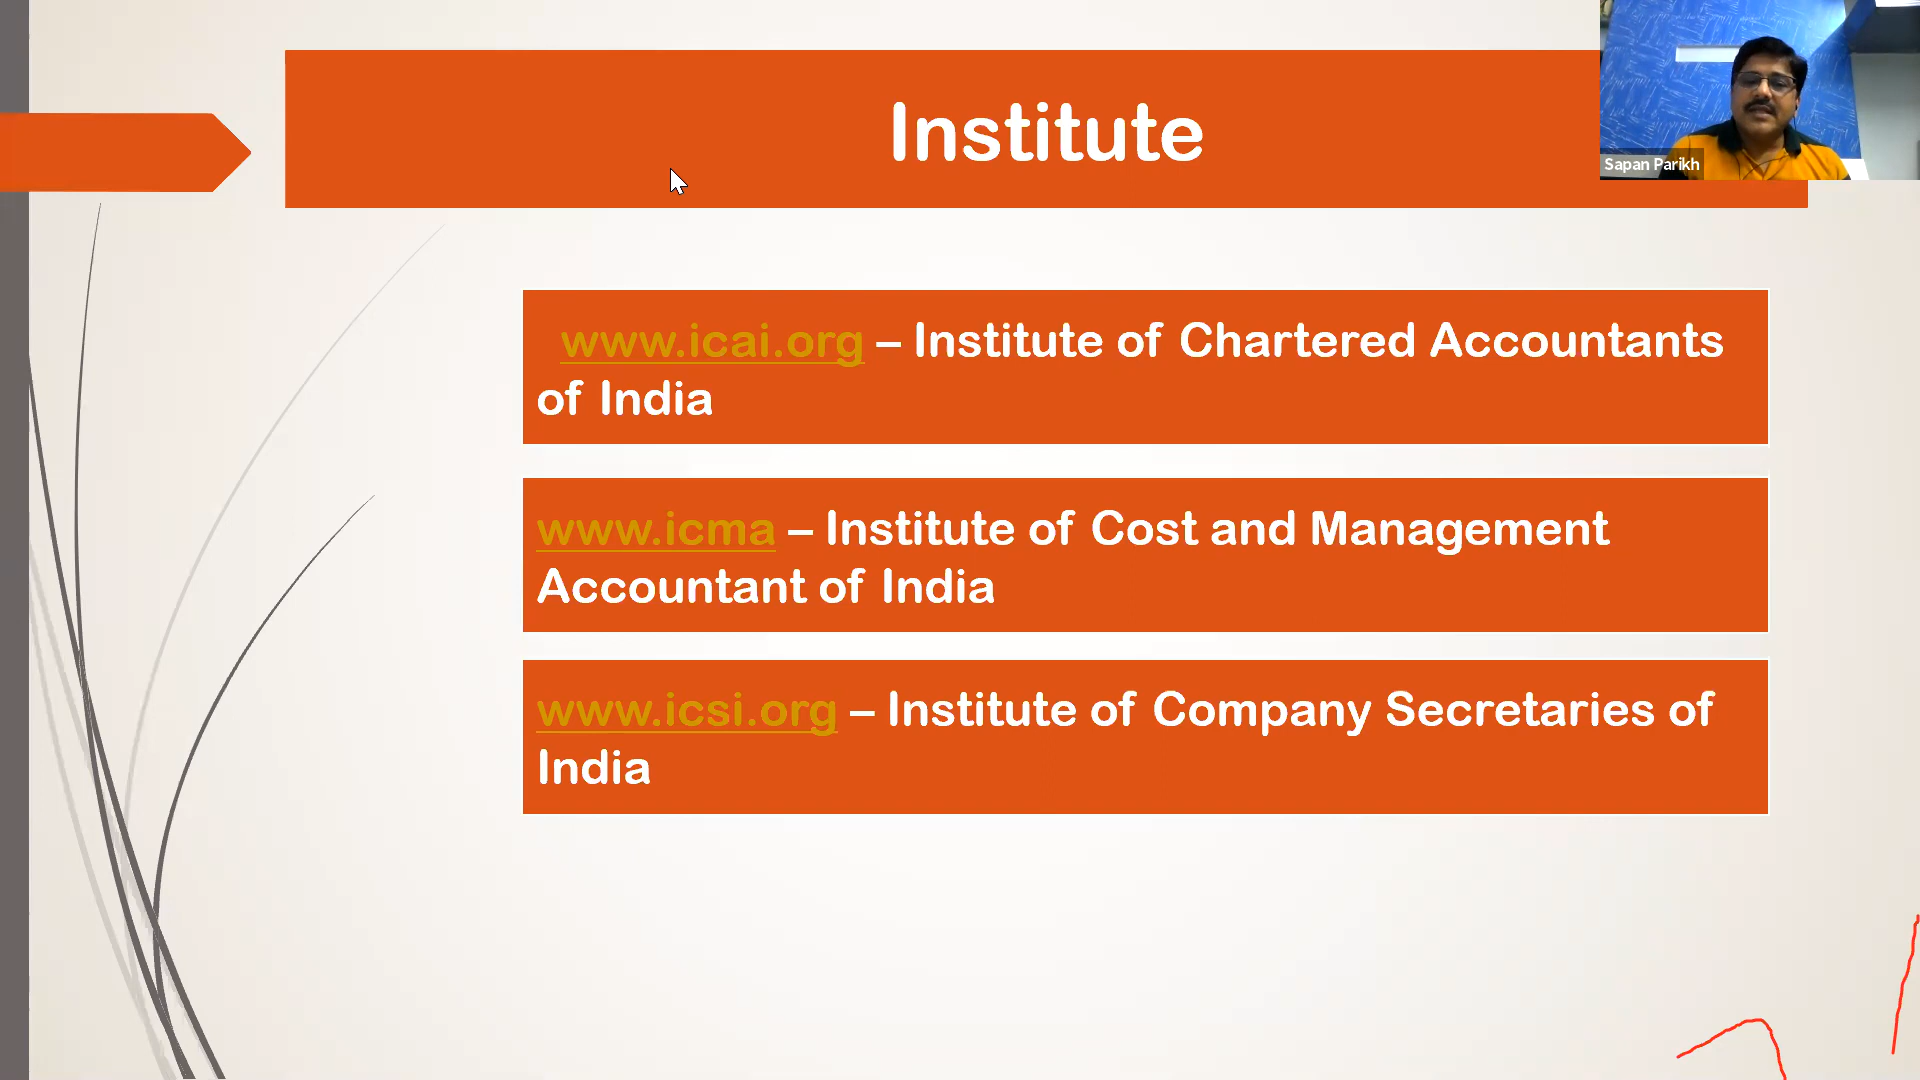 Institute
Sapan Parikh
www.icai.org – Institute of Chartered Accountants
of India
www.icma – Institute of Cost and Management
Accountant of India
www.icsi.org – Institute of Company Secretaries of
India